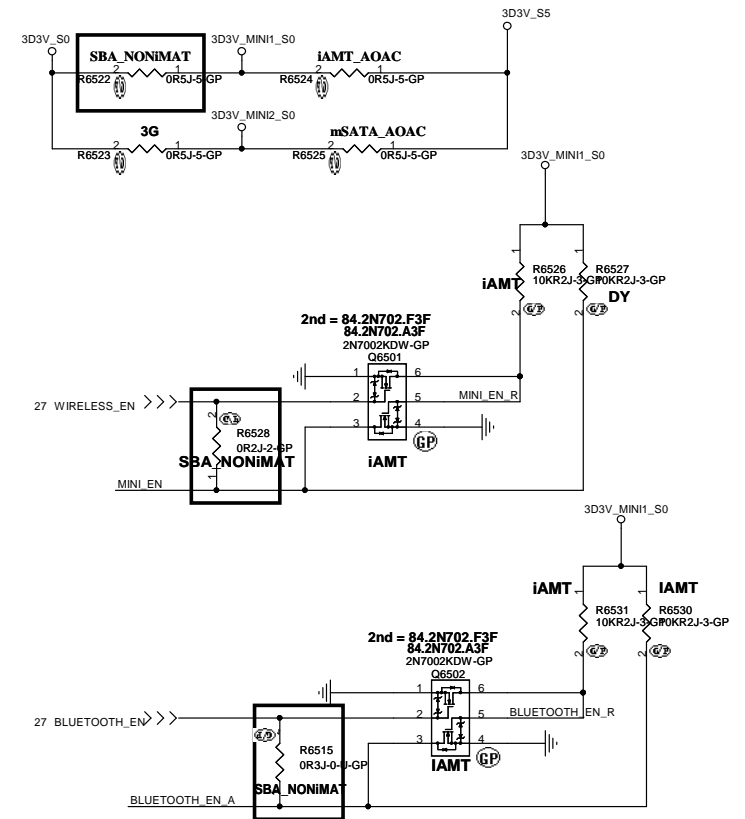 3D3V_S5
3D3V_S0
SBA_NONiMAT
3D3V_MINI1_S0
iAMT_AOAC
2
1
2
1
R6522
0R5J-5-GP
R6524
0R5J-5-GP
3G
3D3V_MINI2_S0
mSATA_AOAC
2
1
2
1
R6523
0R5J-5-GP
R6525
0R5J-5-GP
3D3V_MINI1_S0
1
1
R6526
R6527
iAMT
10KR2J-3-GP
10KR2J-3-GP
DY
2
2
2nd = 84.2N702.F3F
84.2N702.A3F
2N7002KDW-GP
Q6501
1
6
27 WIRELESS_EN
2
5
MINI_EN_R
3
4
2
R6528
0R2J-2-GP
GP
SBA_NONiMAT
iAMT
1
MINI_EN
3D3V_MINI1_S0
iAMT
IAMT
1
1
R6531
R6530
10KR2J-3-GP
10KR2J-3-GP
2
2
2nd = 84.2N702.F3F
84.2N702.A3F
2N7002KDW-GP
Q6502
1
6
27 BLUETOOTH_EN
2
5
BLUETOOTH_EN_R
3
4
R6515
0R3J-0-U-GP
GP
IAMT
SBA_NONiMAT
BLUETOOTH_EN_A